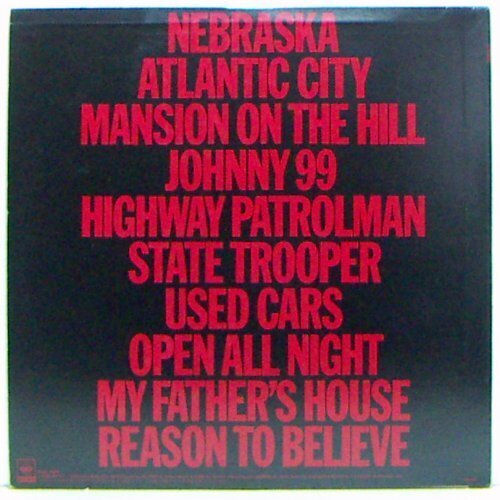 NEBRASKA
ATLANTIC CITY
MANSION ON THE HILL
JOHNNY 99
HIGHWAY PATROLMAN
STATE TROOPER
USED CARS
OPEN ALL NIGHT
MY FATHER'S HOUSE
REASON TO BELIEVE